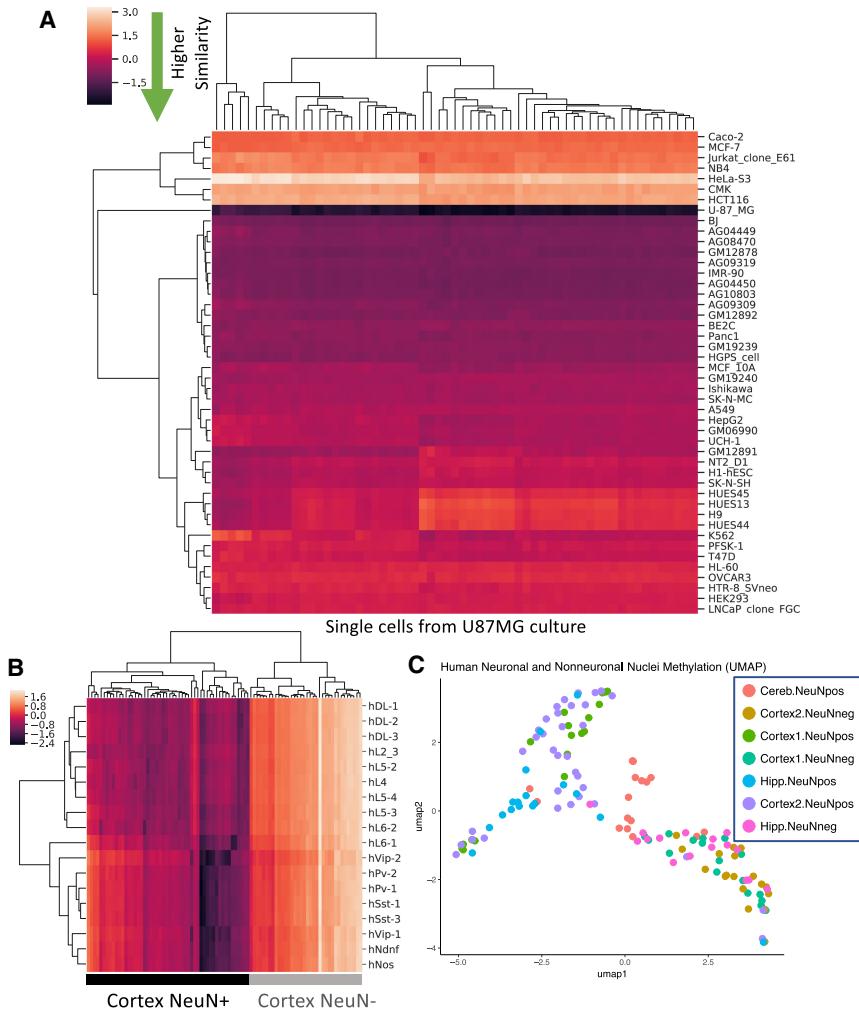 A
3.0
0.0
−1.5
Higher
Similarity
Caco-2
MCF-7
Jurkat_clone_E61
NB4
HeLa-S3
CMK
HCT116
U-87_MG
BJ
AG04449
AG08470
GM12878
AG09319
IMR-90
AG04450
AG10803
AG09309
GM12892
BE2C
Panc1
GM19239
HGPS_cell
MCF_10A
GM19240
Ishikawa
SK-N-MC
A549
HepG2
GM06990
UCH-1
GM12891
NT2_D1
H1-hESC
SK-N-SH
HUES45
HUES13
H9
HUES44
K562
PFSK-1
T47D
HL-60
OVCAR3
HTR-8_SVneo
HEK293
LNCaP_clone_FGC
Single cells from U87MG culture
B
1.6
0.8
0.0
−0.8
−1.6
−2.4
hDL-1
hDL-2
hDL-3
hL2_3
hL5-2
hL4
hL5-4
hL5-3
hL6-2
hL6-1
hVip-2
hPv-2
hPv-1
hSst-1
hSst-3
hVip-1
hNdnf
hNos
Cortex NeuN+
Cortex NeuN-
C
Human Neuronal and Nonneuronal Nuclei Methylation (UMAP)
Cereb.NeuNpos
Cortex2.NeuNneg
Cortex1.NeuNpos
Cortex1.NeuNneg
Hipp.NeuNpos
Cortex2.NeuNpos
Hipp.NeuNneg
umap2
2
0
−2
−4
−5.0
−2.5
0.0
2.5
umap1